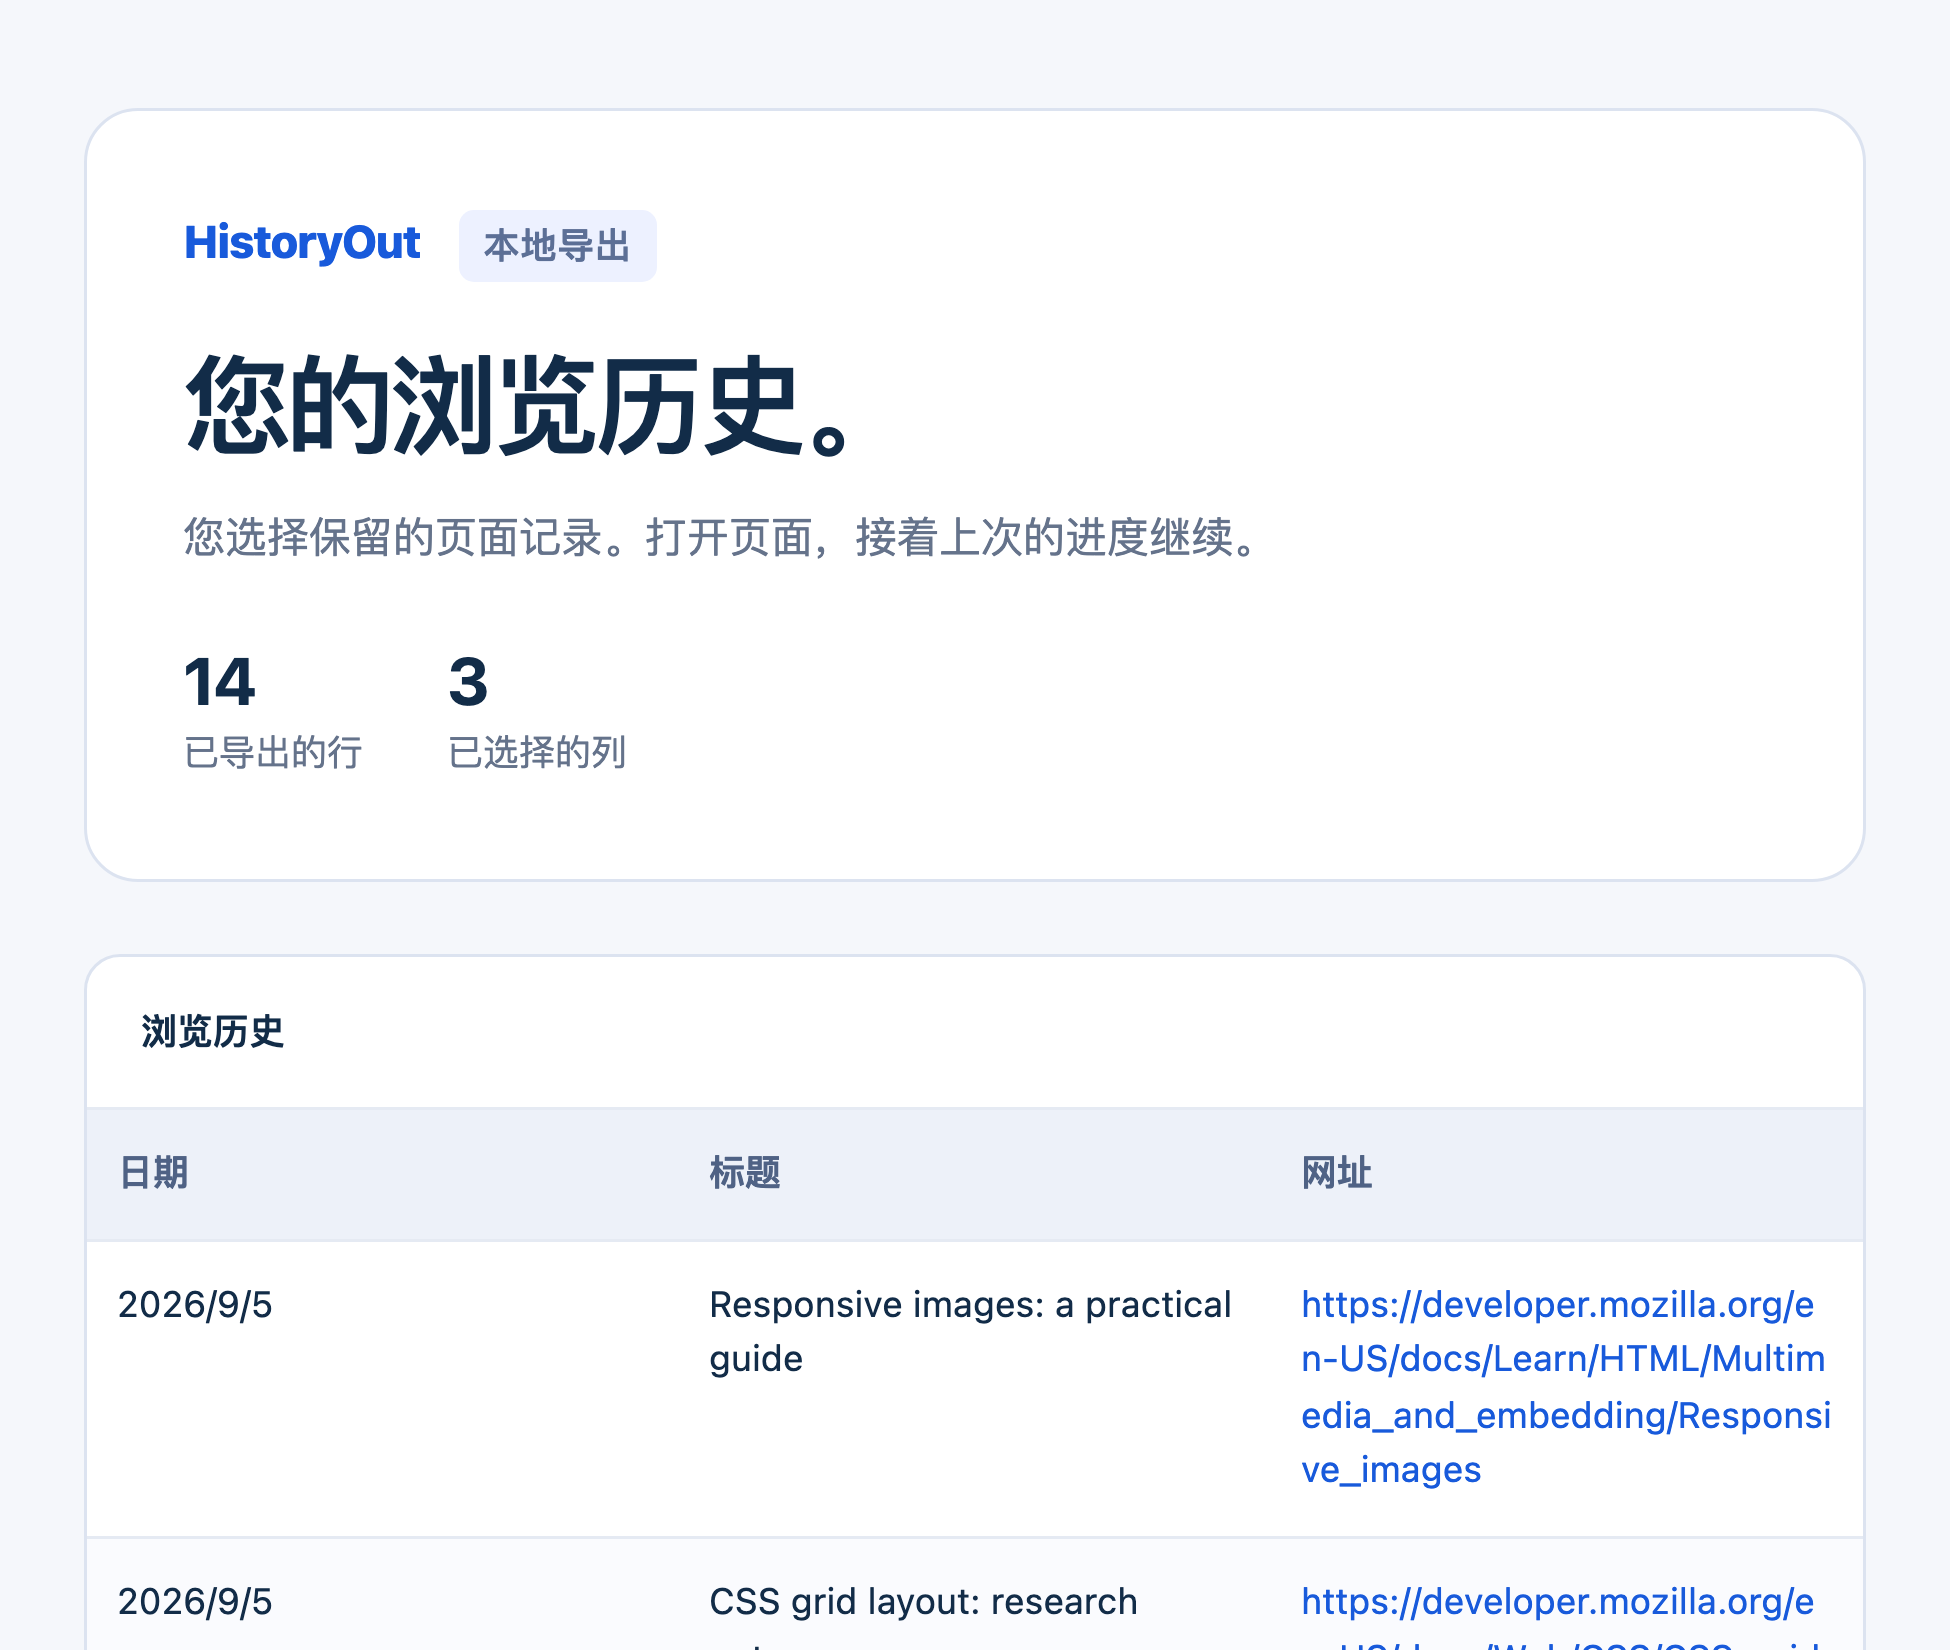 HistoryOut 本地导出
您的浏览历史。
您选择保留的页面记录。打开页面，接着上次的进度继续。
14 3
已导出的行 已选择的列
浏览历史
日期 标题 网址
2026/9/5 Responsive images: a practical https://developer.mozilla.org/e
guide n-US/docs/Learn/HTML/Multim
edia_and_embedding/Responsi
ve_images
2026/9/5 CSS grid layout: research https://developer.mozilla.org/e